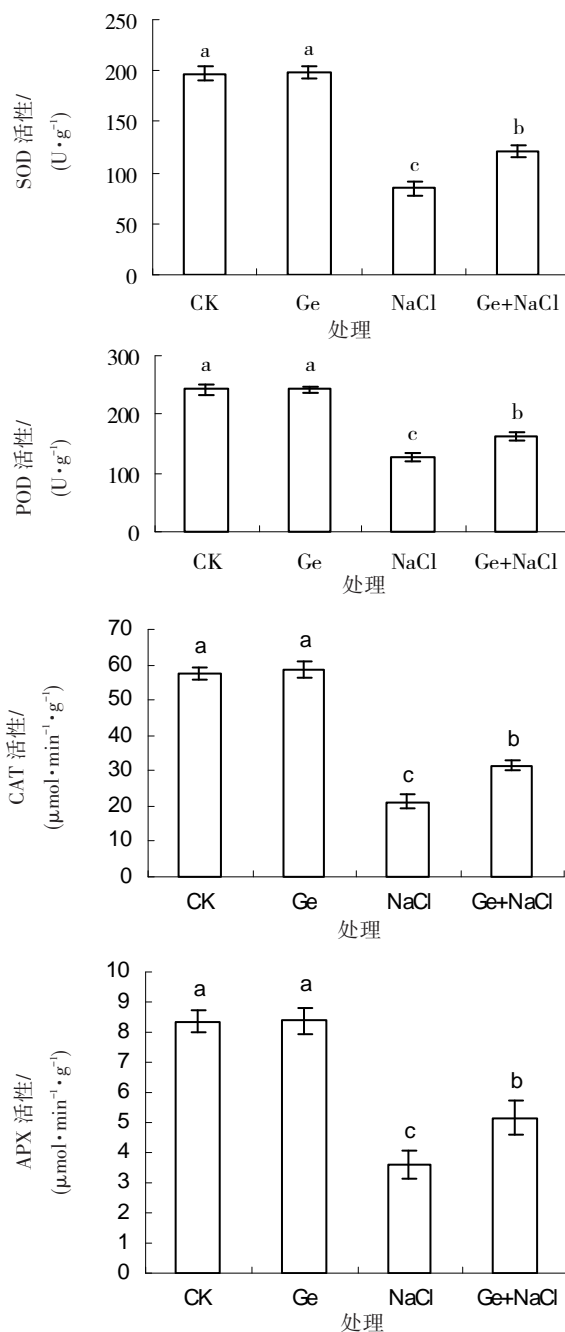 250
200
150
100
50
0
SOD 活性/
(U·g⁻¹)
a
a
c
b
CK
Ge
NaCl
Ge+NaCl
处理
300
200
100
0
POD 活性/
(U·g⁻¹)
a
a
c
b
CK
Ge
NaCl
Ge+NaCl
处理
70
60
50
40
30
20
10
0
CAT 活性/
(μmol·min⁻¹·g⁻¹)
a
a
c
b
CK
Ge
NaCl
Ge+NaCl
处理
10
9
8
7
6
5
4
3
2
1
0
APX 活性/
(μmol·min⁻¹·g⁻¹)
a
a
c
b
CK
Ge
NaCl
Ge+NaCl
处理